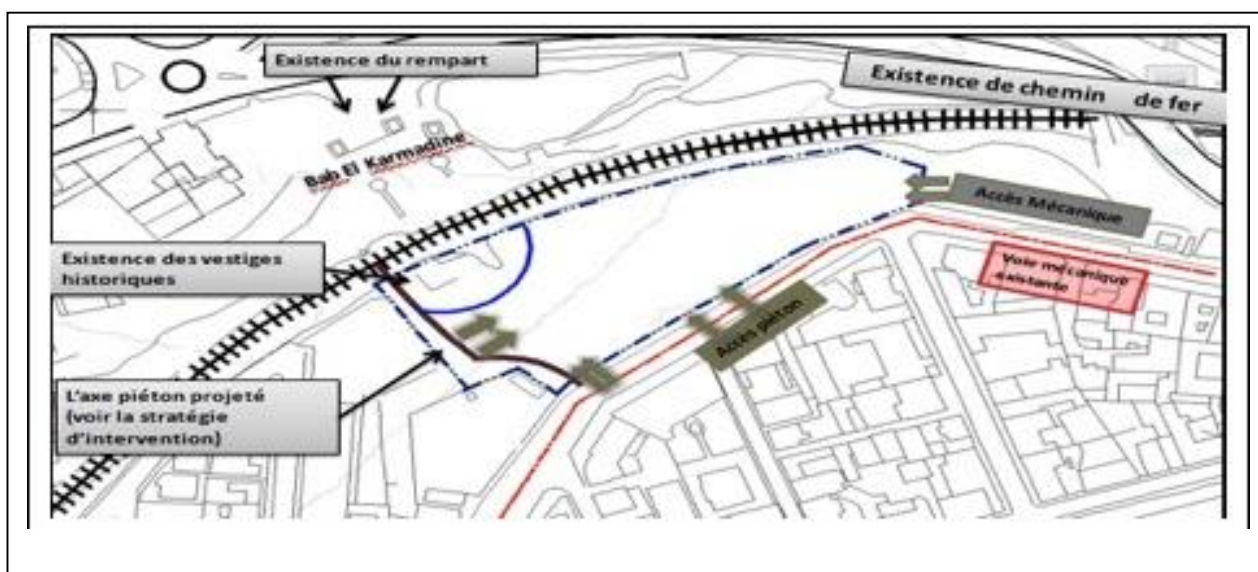 Existence du rempart
Existence de chemin de fer
Bab El Karmadine
Accès Mécanique
Existence des vestiges
historiques
Voie mécanique
existante
Accès piéton
L'axe piéton projeté
(voir la stratégie
d'intervention)